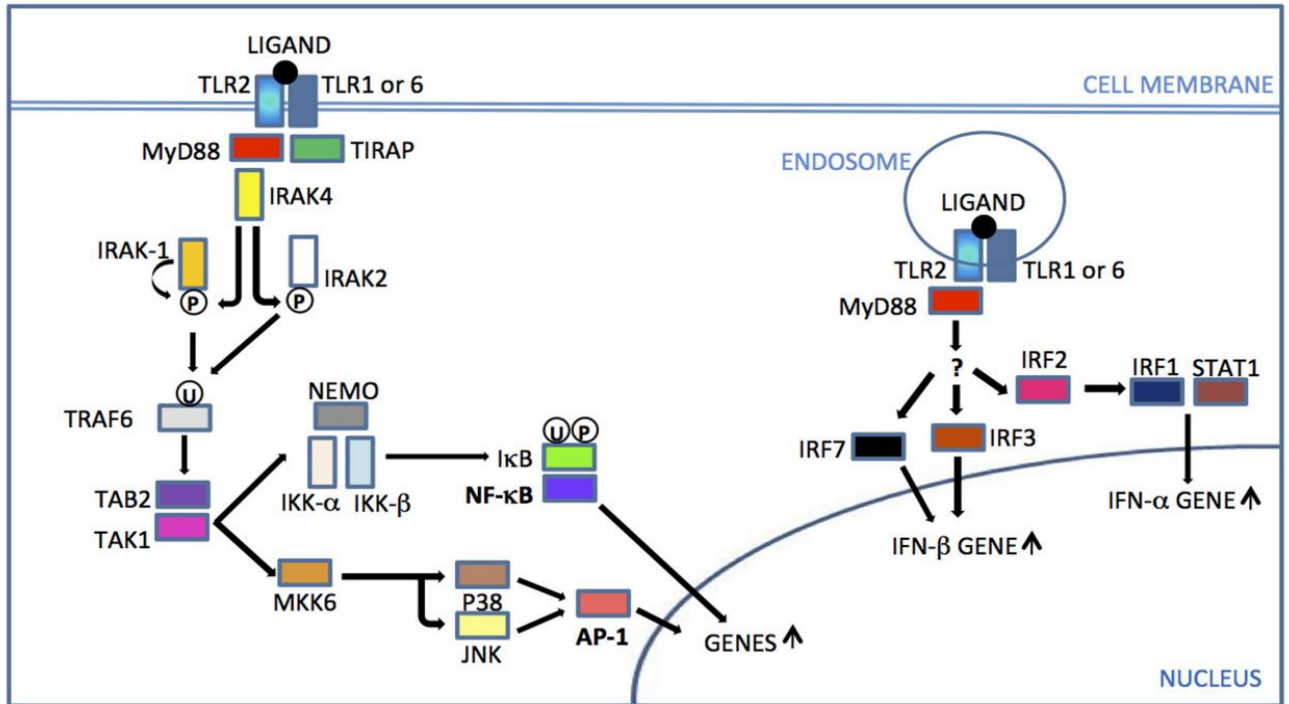 LIGAND
TLR2
TLR1 or 6
CELL MEMBRANE
MyD88
TIRAP
IRAK4
IRAK-1
IRAK2
P
P
U
TRAF6
TAB2
TAK1
NEMO
IKK-α
IKK-β
U P
IκB
NF-κB
MKK6
P38
JNK
AP-1
GENES
ENDOSOME
LIGAND
TLR2
TLR1 or 6
MyD88
?
IRF2
IRF1
STAT1
IRF7
IRF3
IFN-β GENE
IFN-α GENE
NUCLEUS